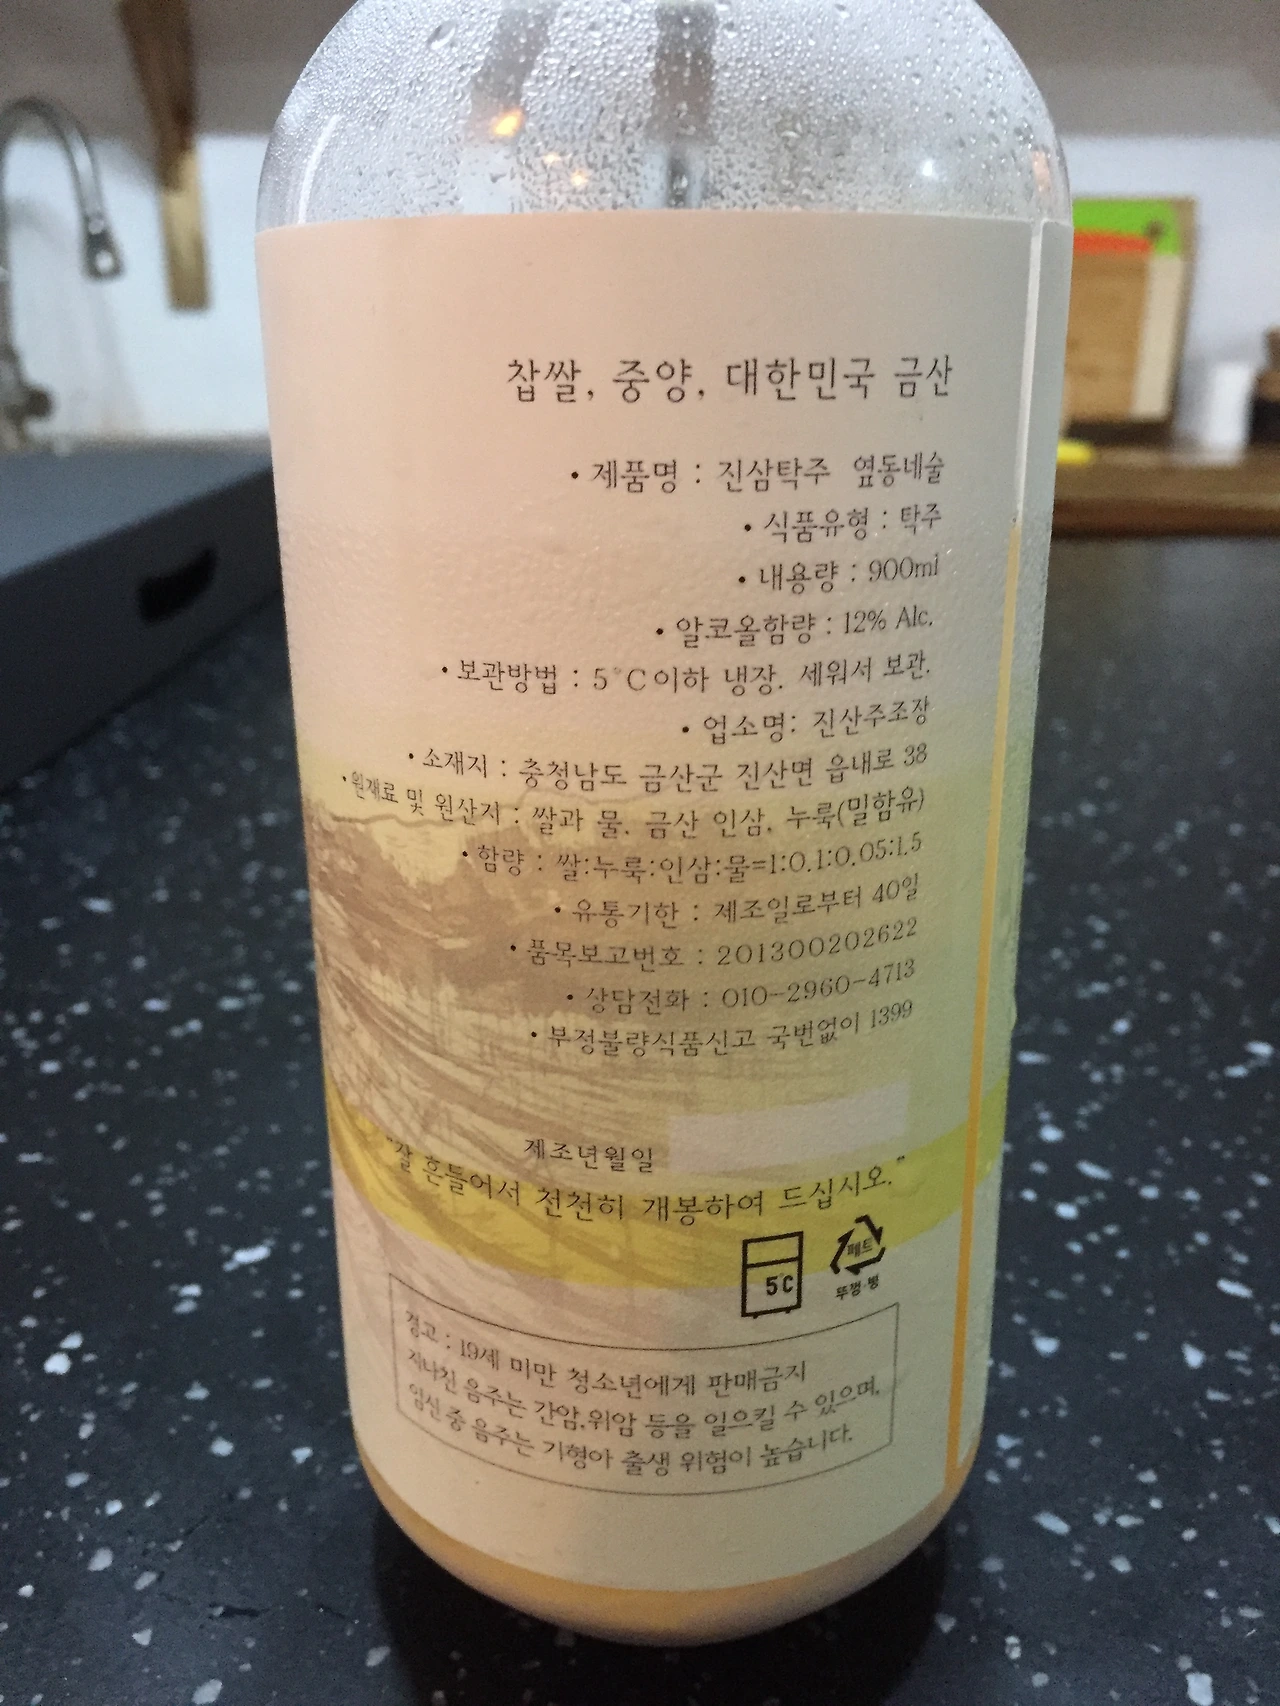 찹쌀, 중양, 대한민국 금산
• 제품명 : 진삼탁주 옆동네술
• 식품유형 : 탁주
• 내용량 : 900ml
• 알코올함량 : 12% Alc.
• 보관방법 : 5°C이하 냉장. 세워서 보관.
• 업소명: 진산주조장
• 소재지 : 충청남도 금산군 진산면 읍내로 38
• 원재료 및 원산지 : 쌀과 물. 금산 인삼. 누룩(밀함유)
• 함량 : 쌀:누룩:인삼:물=1:0.1:0.05:1.5
• 유통기한 : 제조일로부터 40일
• 품목보고번호 : 201300202622
• 상담전화 : 010-2960-4713
• 부정불량식품신고 국번없이 1399
제조년월일
"잘 흔들어서 천천히 개봉하여 드십시오."
5C
페트
뚜껑·병
경고 : 19세 미만 청소년에게 판매금지
지나친 음주는 간암,위암 등을 일으킬 수 있으며,
임신 중 음주는 기형아 출생 위험이 높습니다.